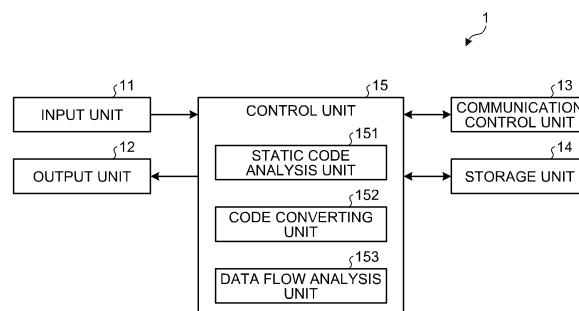 1
11
INPUT UNIT
12
OUTPUT UNIT
15
CONTROL UNIT
151
STATIC CODE
ANALYSIS UNIT
152
CODE CONVERTING
UNIT
153
DATA FLOW ANALYSIS
UNIT
13
COMMUNICATION
CONTROL UNIT
14
STORAGE UNIT